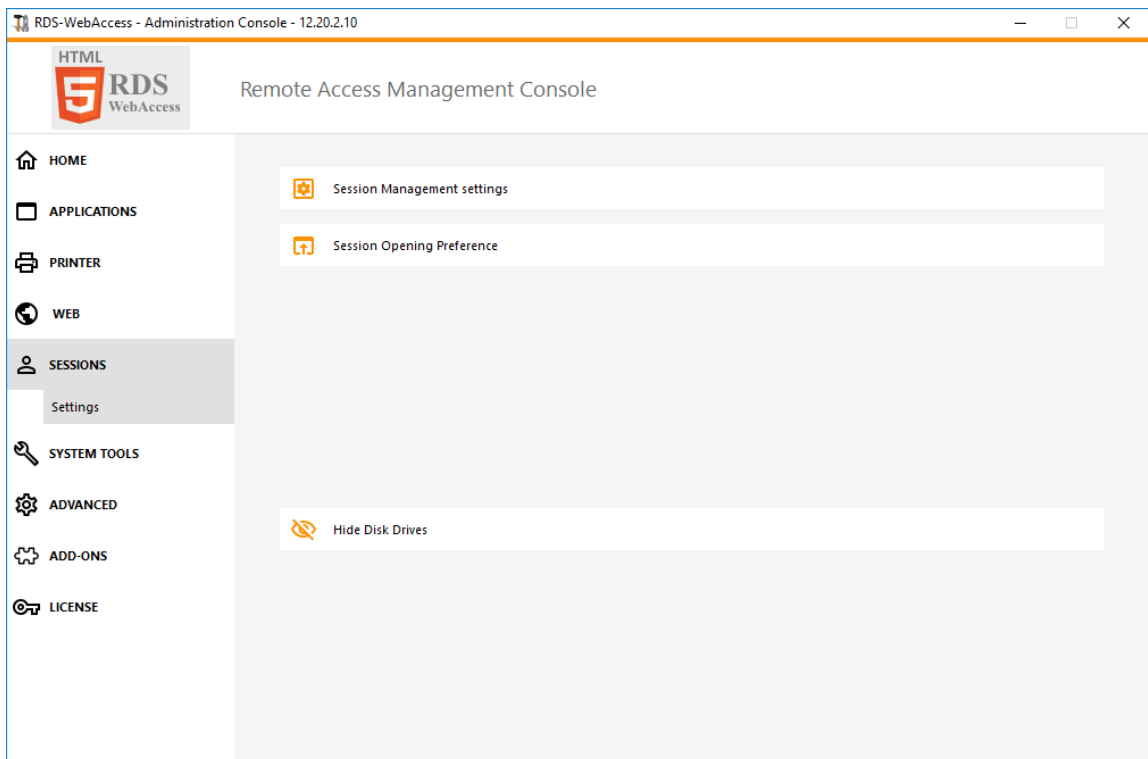 RDS-WebAccess - Administration Console - 12.20.2.10
HTML
5 RDS
WebAccess
Remote Access Management Console
HOME
APPLICATIONS
PRINTER
WEB
SESSIONS
Settings
SYSTEM TOOLS
ADVANCED
ADD-ONS
LICENSE
Session Management settings
Session Opening Preference
Hide Disk Drives